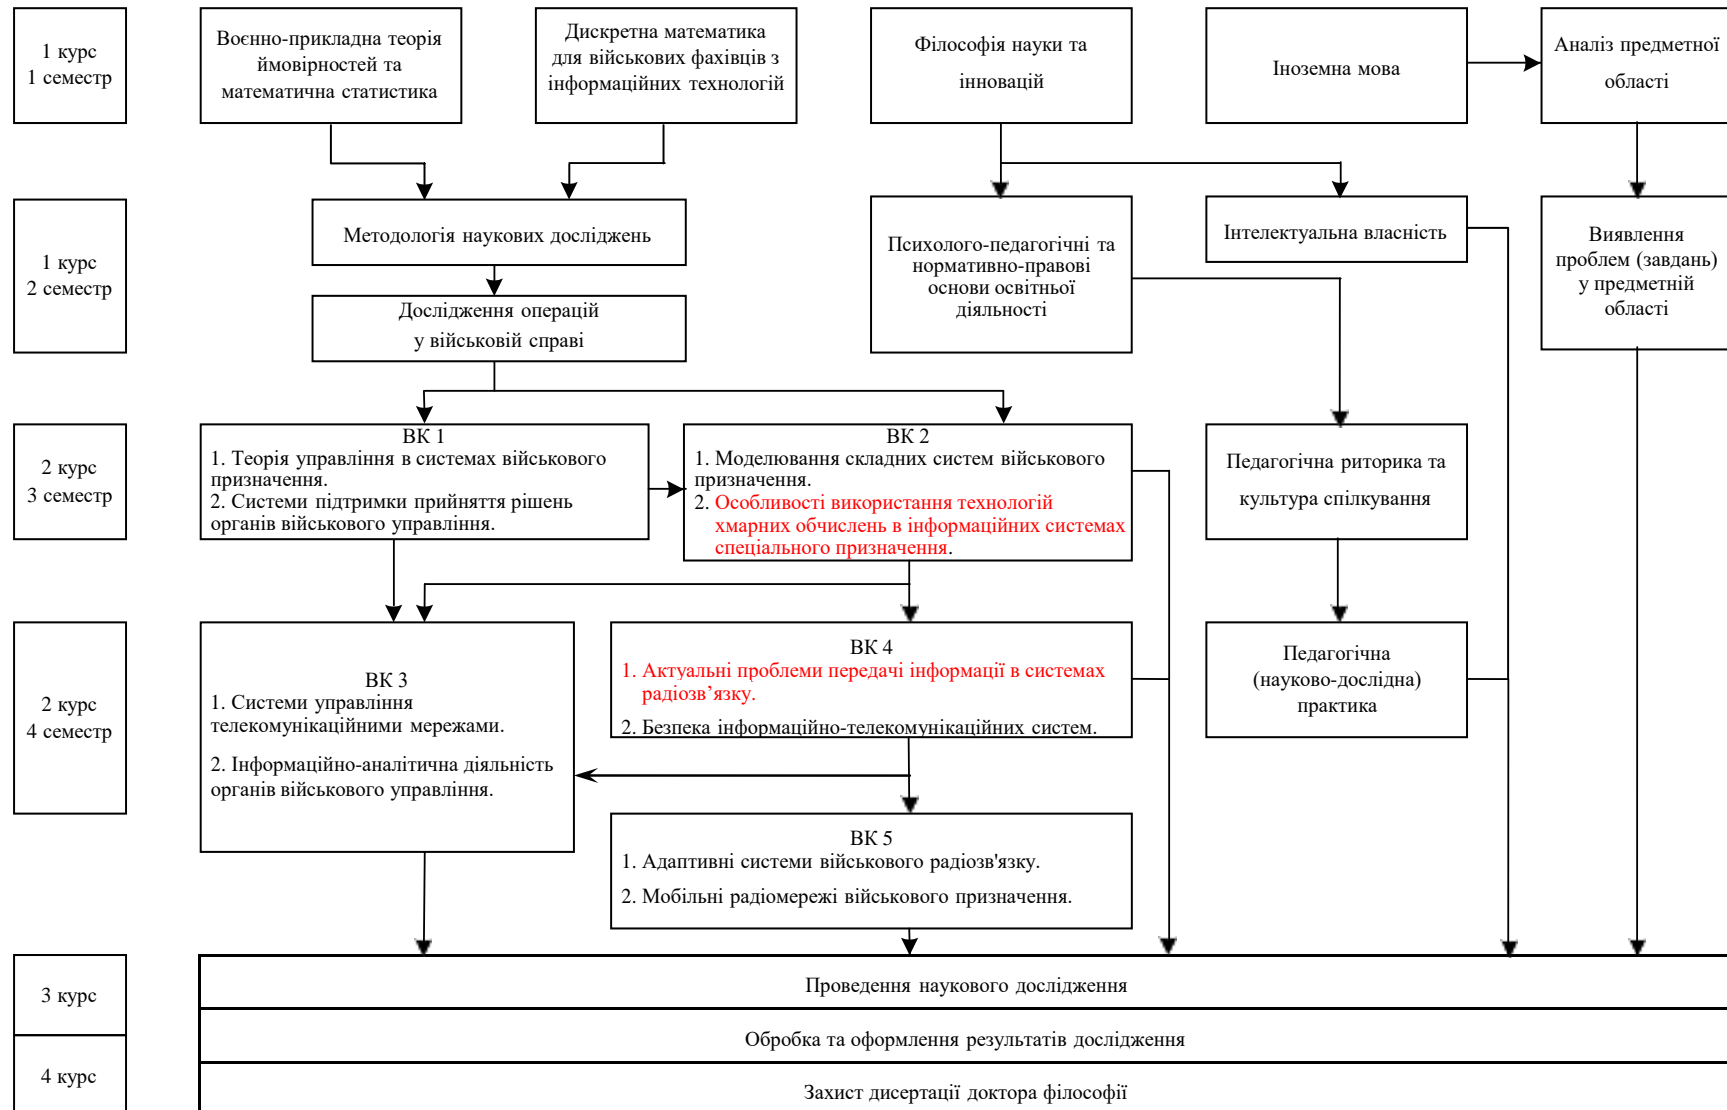 1 курс
1 семестр
Воєнно-прикладна теорія
ймовірностей та
математична статистика
Дискретна математика
для військових фахівців з
інформаційних технологій
Філософія науки та
інновацій
Іноземна мова
Аналіз предметної
області
1 курс
2 семестр
Методологія наукових досліджень
Дослідження операцій
у військовій справі
Психолого-педагогічні та
нормативно-правові
основи освітньої
діяльності
Інтелектуальна власність
Виявлення
проблем (завдань)
у предметній
області
2 курс
3 семестр
ВК 1
1. Теорія управління в системах військового
призначення.
2. Системи підтримки прийняття рішень
органів військового управління.
ВК 2
1. Моделювання складних систем військового
призначення.
2. Особливості використання технологій
хмарних обчислень в інформаційних системах
спеціального призначення.
Педагогічна риторика та
культура спілкування
2 курс
4 семестр
ВК 3
1. Системи управління
телекомунікаційними мережами.
2. Інформаційно-аналітична діяльність
органів військового управління.
ВК 4
1. Актуальні проблеми передачі інформації в системах
радіозв’язку.
2. Безпека інформаційно-телекомунікаційних систем.
Педагогічна
(науково-дослідна)
практика
ВК 5
1. Адаптивні системи військового радіозв'язку.
2. Мобільні радіомережі військового призначення.
3 курс
Проведення наукового дослідження
Обробка та оформлення результатів дослідження
4 курс
Захист дисертації доктора філософії